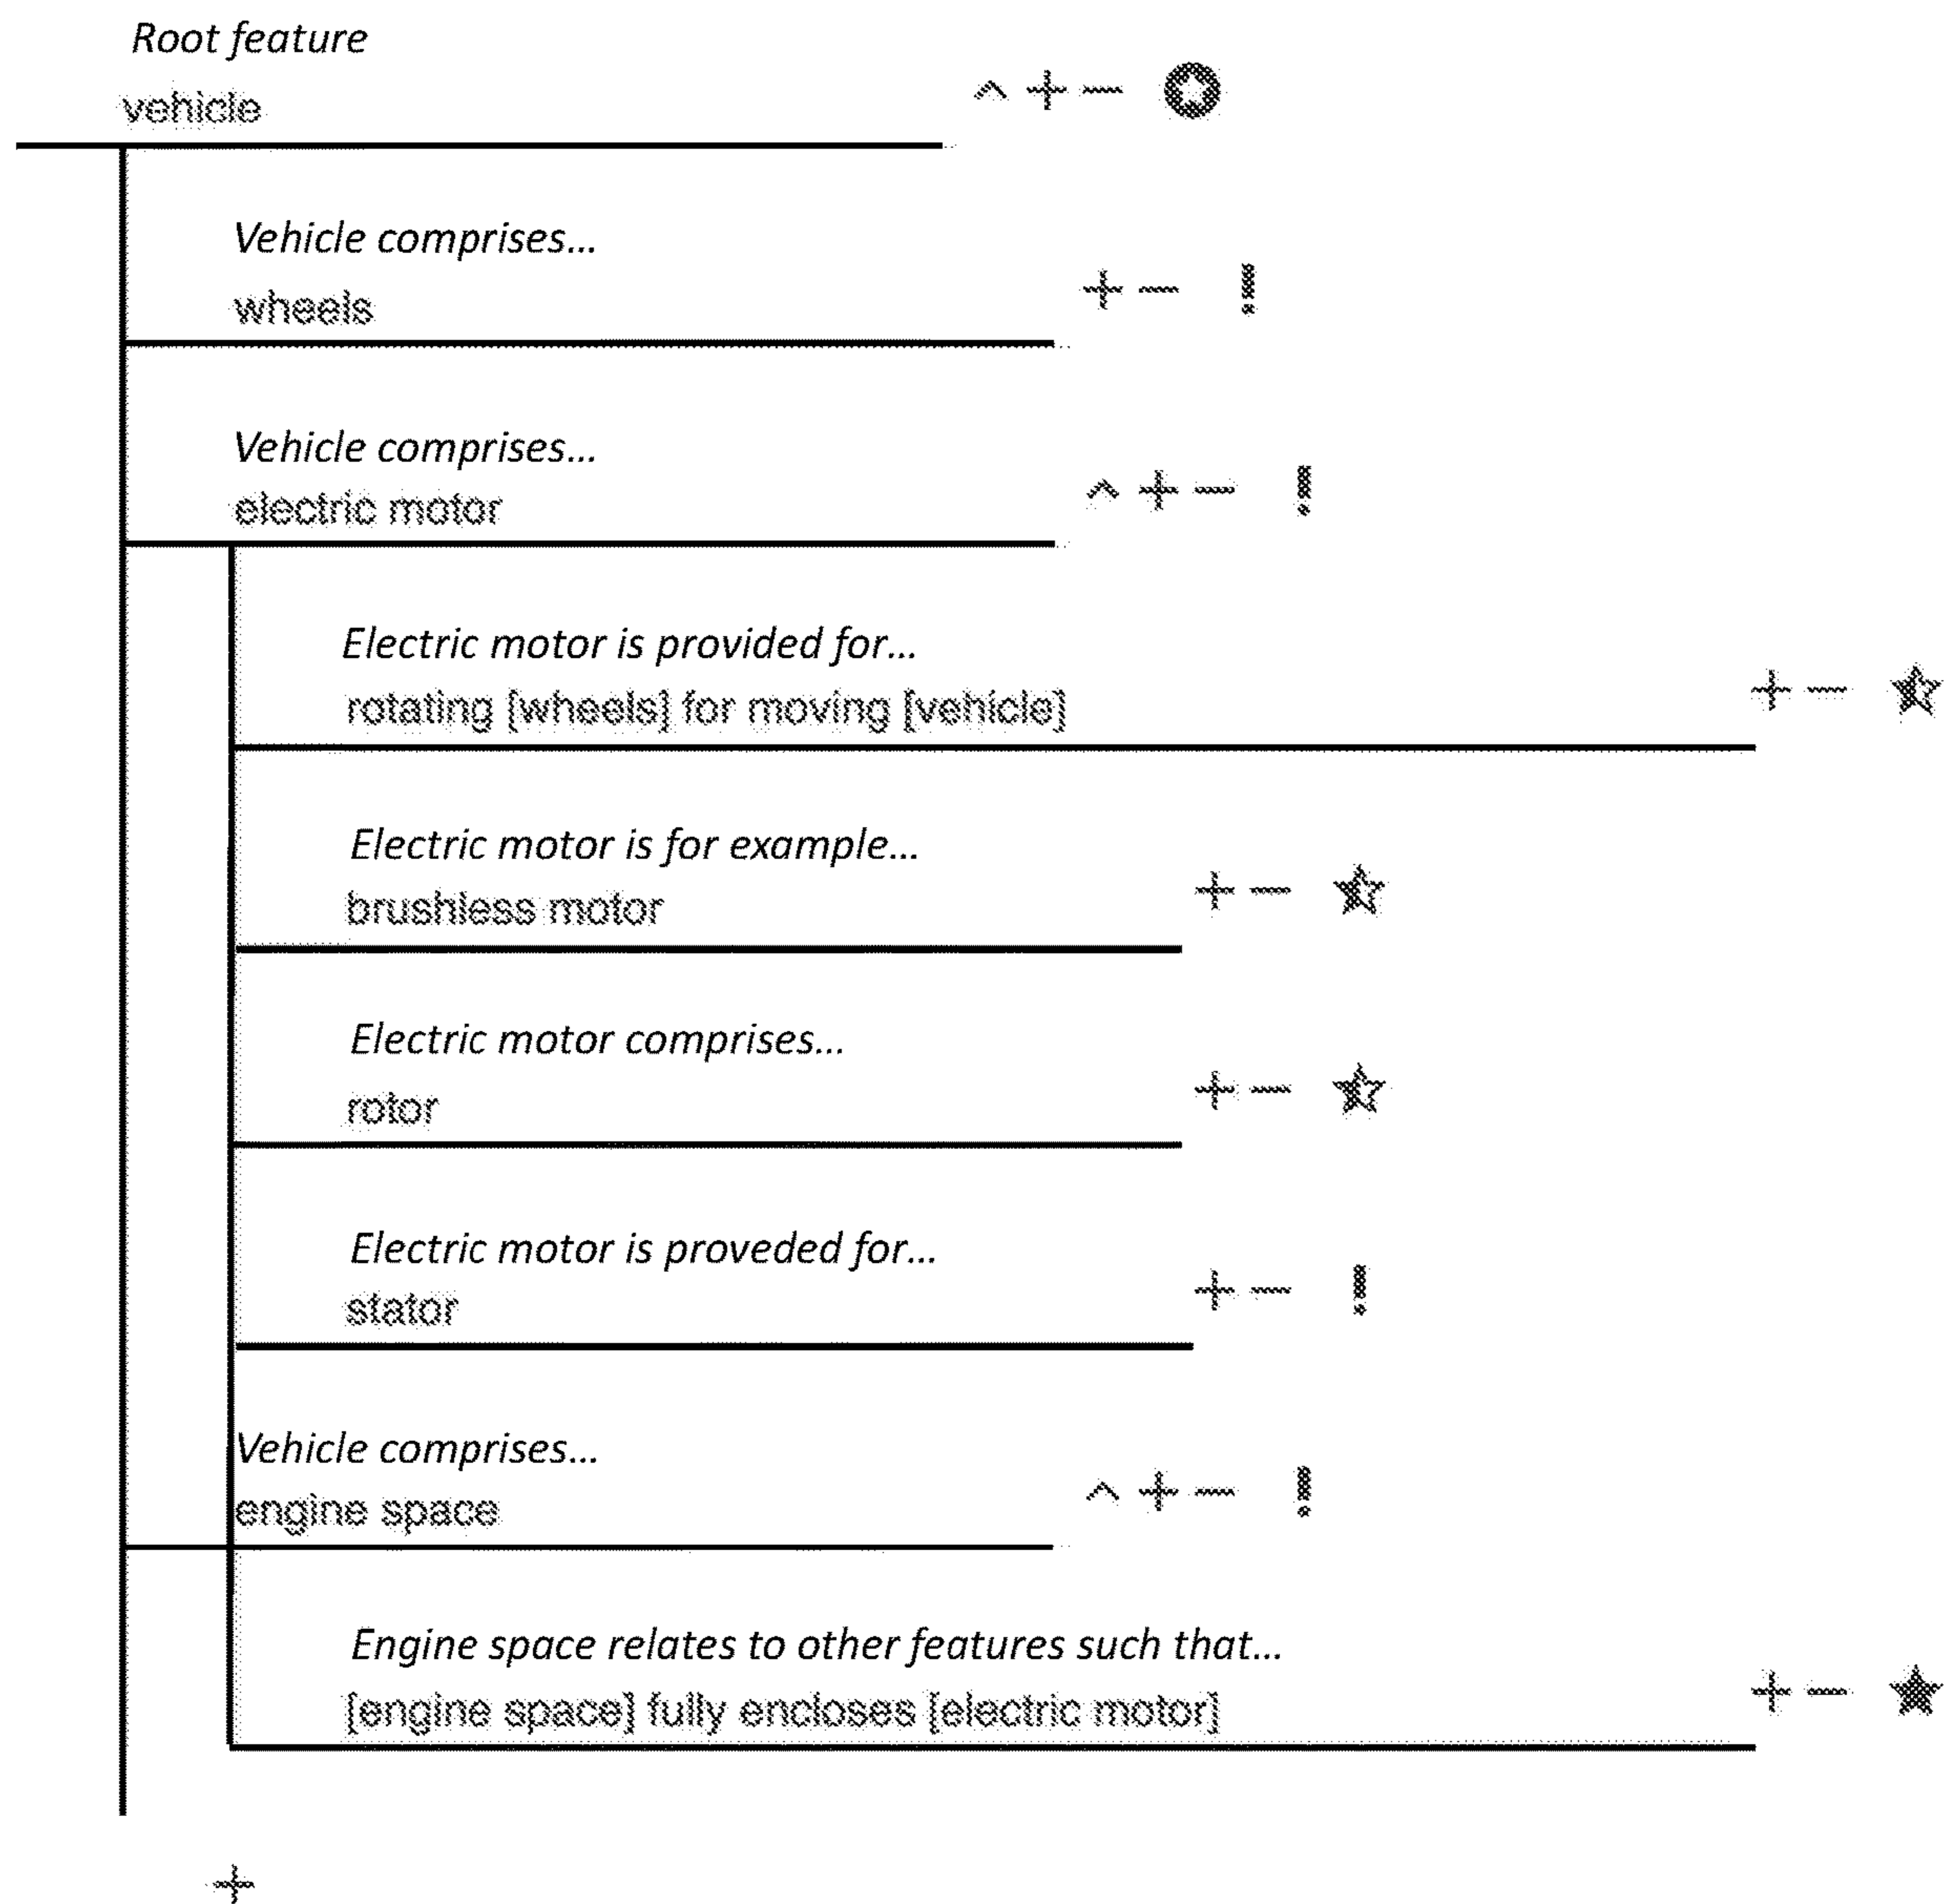 Root feature
vehicle
^ + −
Vehicle comprises...
wheels
+ − !
Vehicle comprises...
electric motor
^ + − !
Electric motor is provided for...
rotating [wheels] for moving [vehicle]
+ −
Electric motor is for example...
brushless motor
+ −
Electric motor comprises...
rotor
+ −
Electric motor is proveded for...
stator
+ − !
Vehicle comprises...
engine space
^ + − !
Engine space relates to other features such that...
[engine space] fully encloses [electric motor]
+ −
+